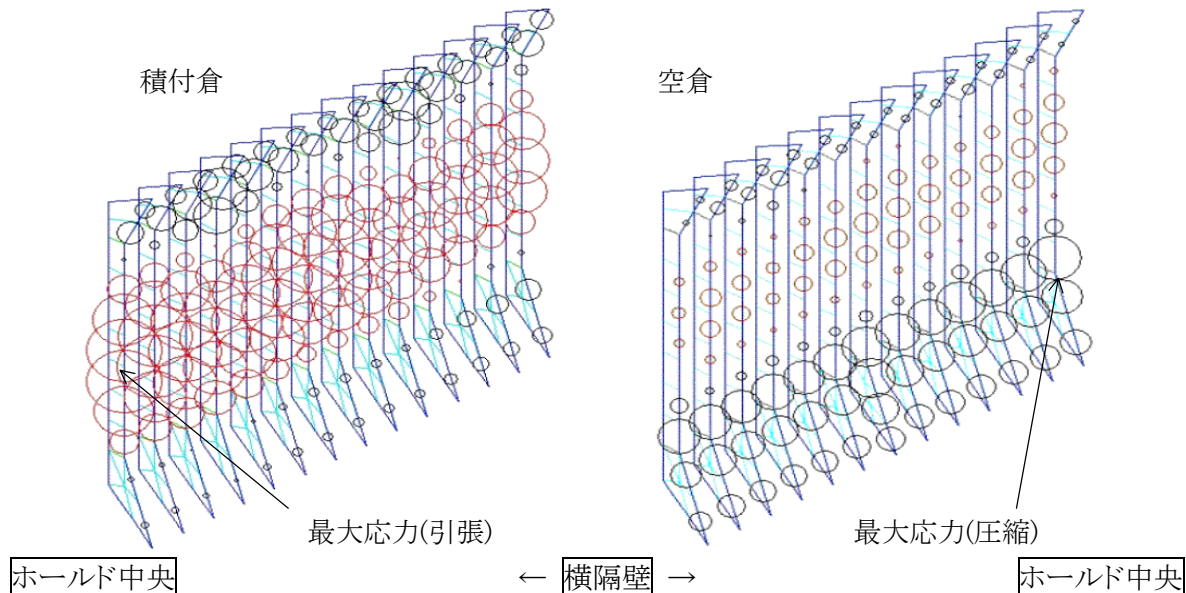 積付倉
空倉
最大応力(引張)
最大応力(圧縮)
ホールド中央
← 横隔壁 →
ホールド中央